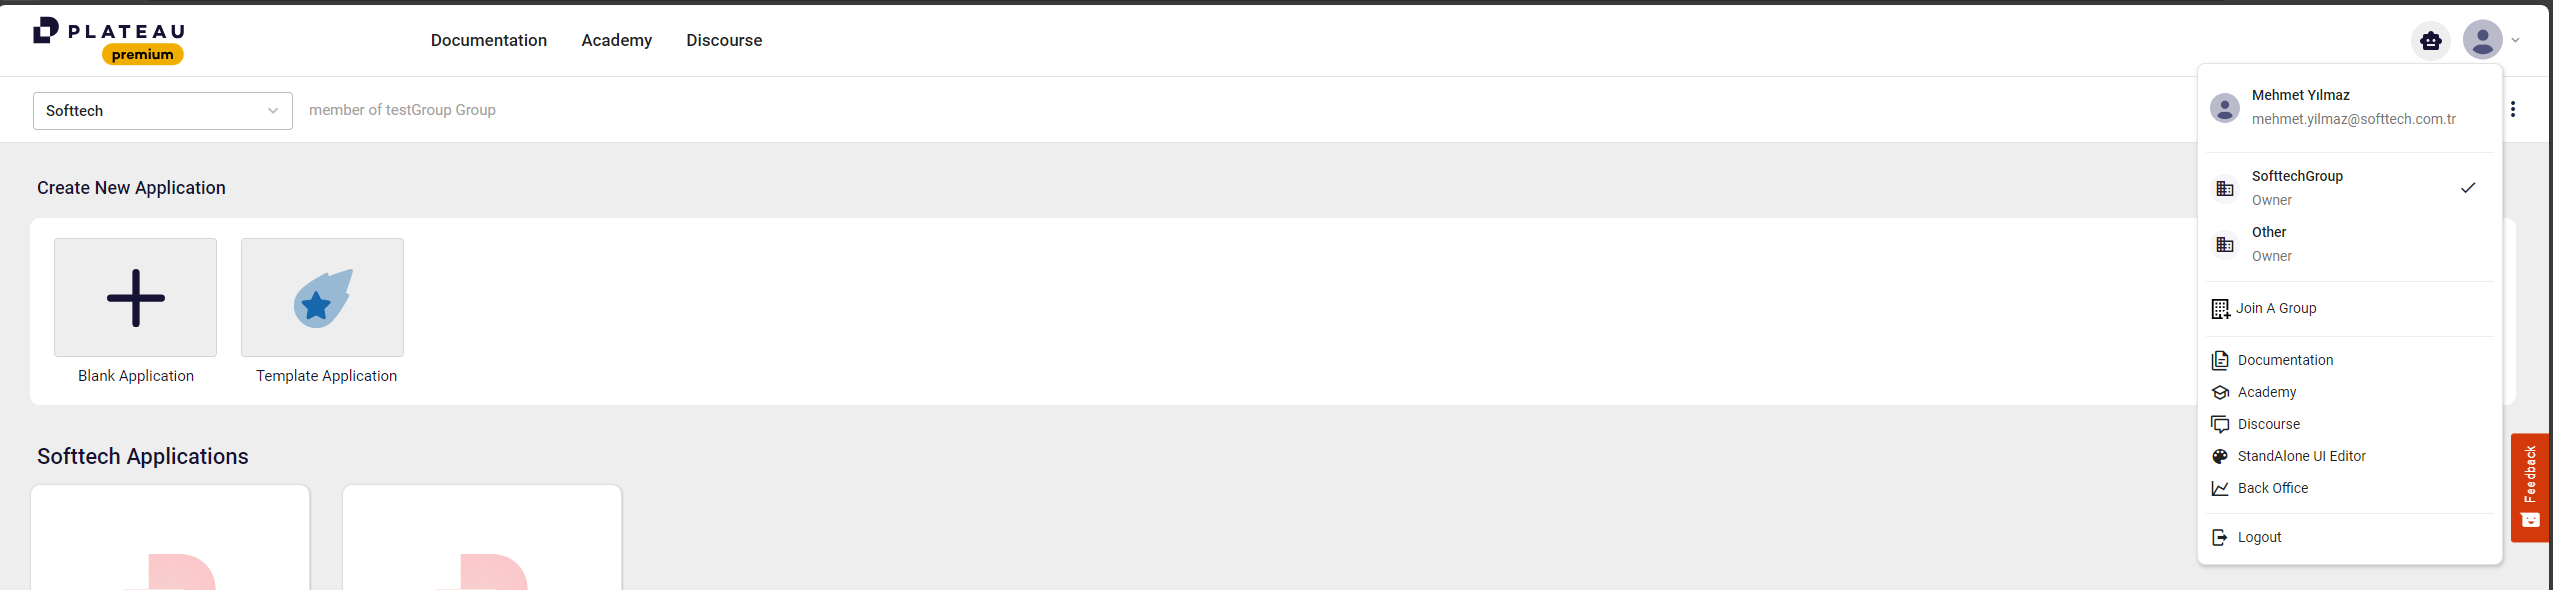 PLATEAU
premium
Documentation
Academy
Discourse
Softtech
member of testGroup Group
Create New Application
Blank Application
Template Application
Softtech Applications
Mehmet Yılmaz
mehmet.yilmaz@softtech.com.tr
SofttechGroup
Owner
Other
Owner
Join A Group
Documentation
Academy
Discourse
StandAlone UI Editor
Back Office
Logout
Feedback